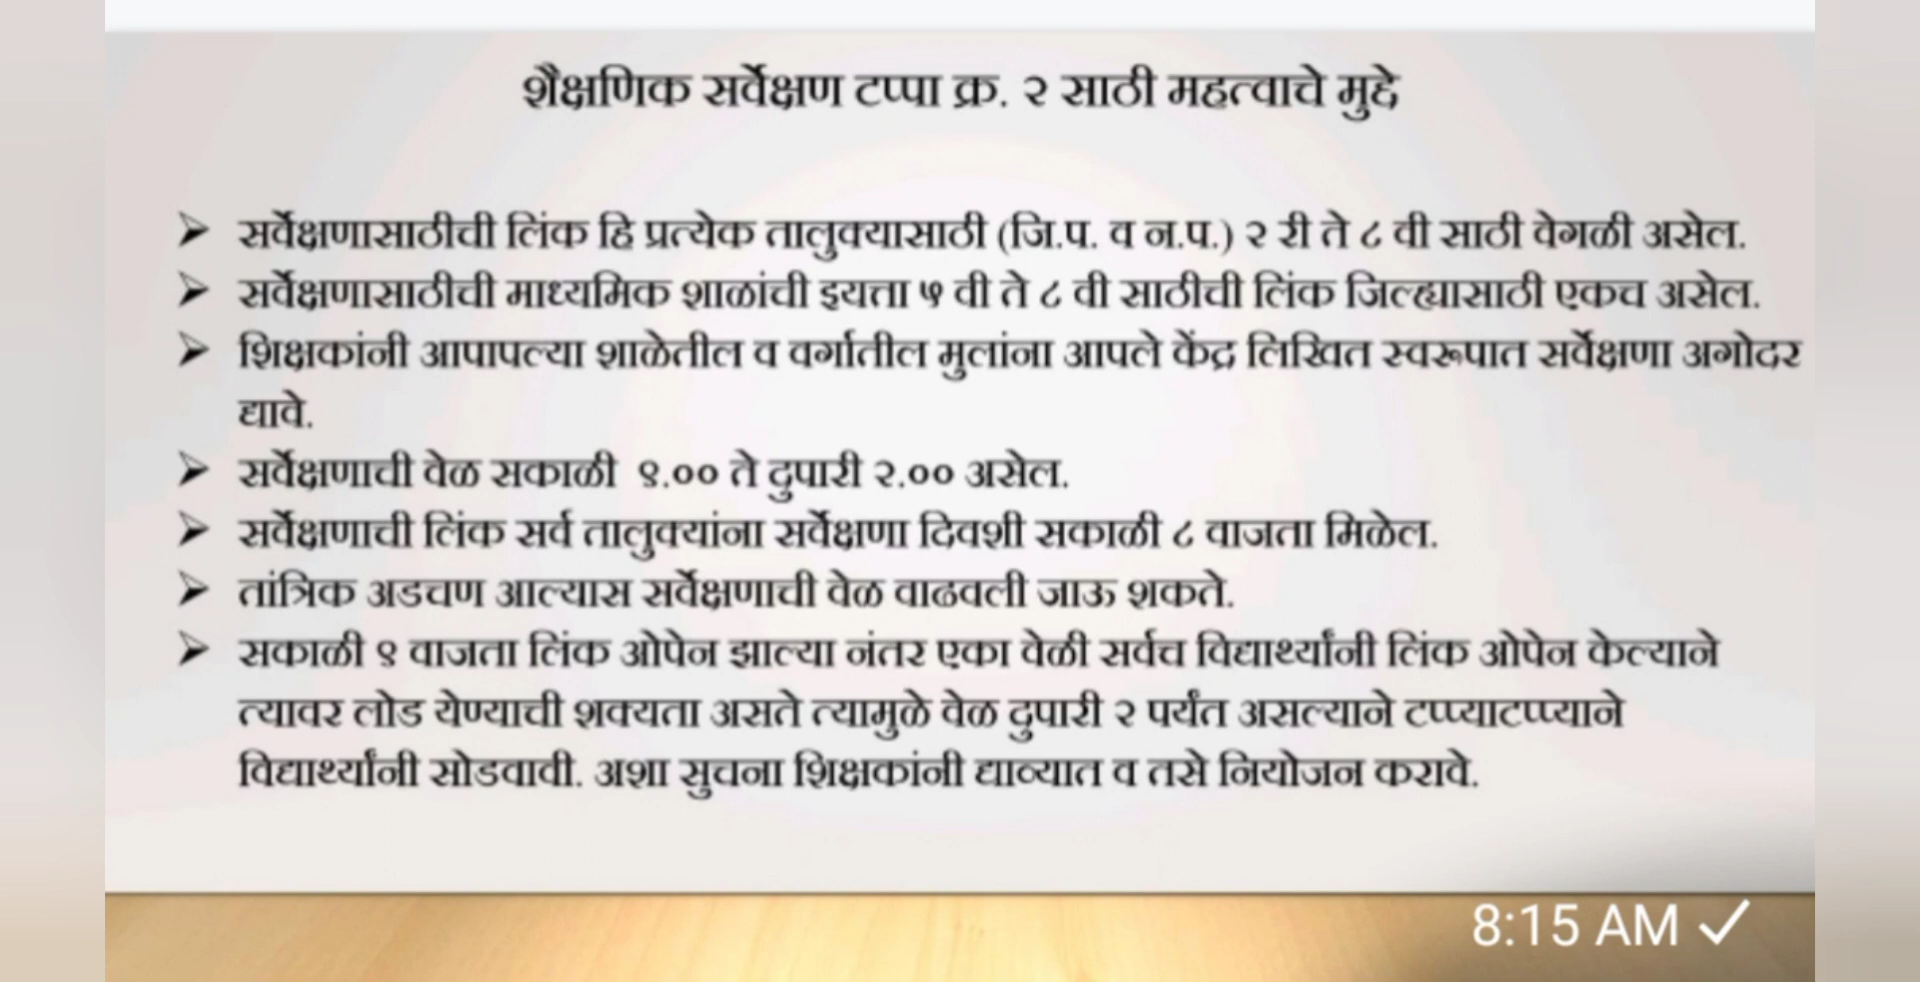 शैक्षणिक सर्वेक्षण टप्पा क्र. २ साठी महत्वाचे मुद्दे
➢ सर्वेक्षणासाठीची लिंक हि प्रत्येक तालुक्यासाठी (जि.प. व न.प.) २ री ते ८ वी साठी वेगळी असेल.
➢ सर्वेक्षणासाठीची माध्यमिक शाळांची इयत्ता ५ वी ते ८ वी साठीची लिंक जिल्ह्यासाठी एकच असेल.
➢ शिक्षकांनी आपापल्या शाळेतील व वर्गातील मुलांना आपले केंद्र लिखित स्वरूपात सर्वेक्षणा अगोदर
द्यावे.
➢ सर्वेक्षणाची वेळ सकाळी ९.०० ते दुपारी २.०० असेल.
➢ सर्वेक्षणाची लिंक सर्व तालुक्यांना सर्वेक्षणा दिवशी सकाळी ८ वाजता मिळेल.
➢ तांत्रिक अडचण आल्यास सर्वेक्षणाची वेळ वाढवली जाऊ शकते.
➢ सकाळी ९ वाजता लिंक ओपेन झाल्या नंतर एका वेळी सर्वच विद्यार्थ्यांनी लिंक ओपेन केल्याने
त्यावर लोड येण्याची शक्यता असते त्यामुळे वेळ दुपारी २ पर्यंत असल्याने टप्प्याटप्प्याने
विद्यार्थ्यांनी सोडवावी. अशा सुचना शिक्षकांनी द्याव्यात व तसे नियोजन करावे.
8:15 AM ✓